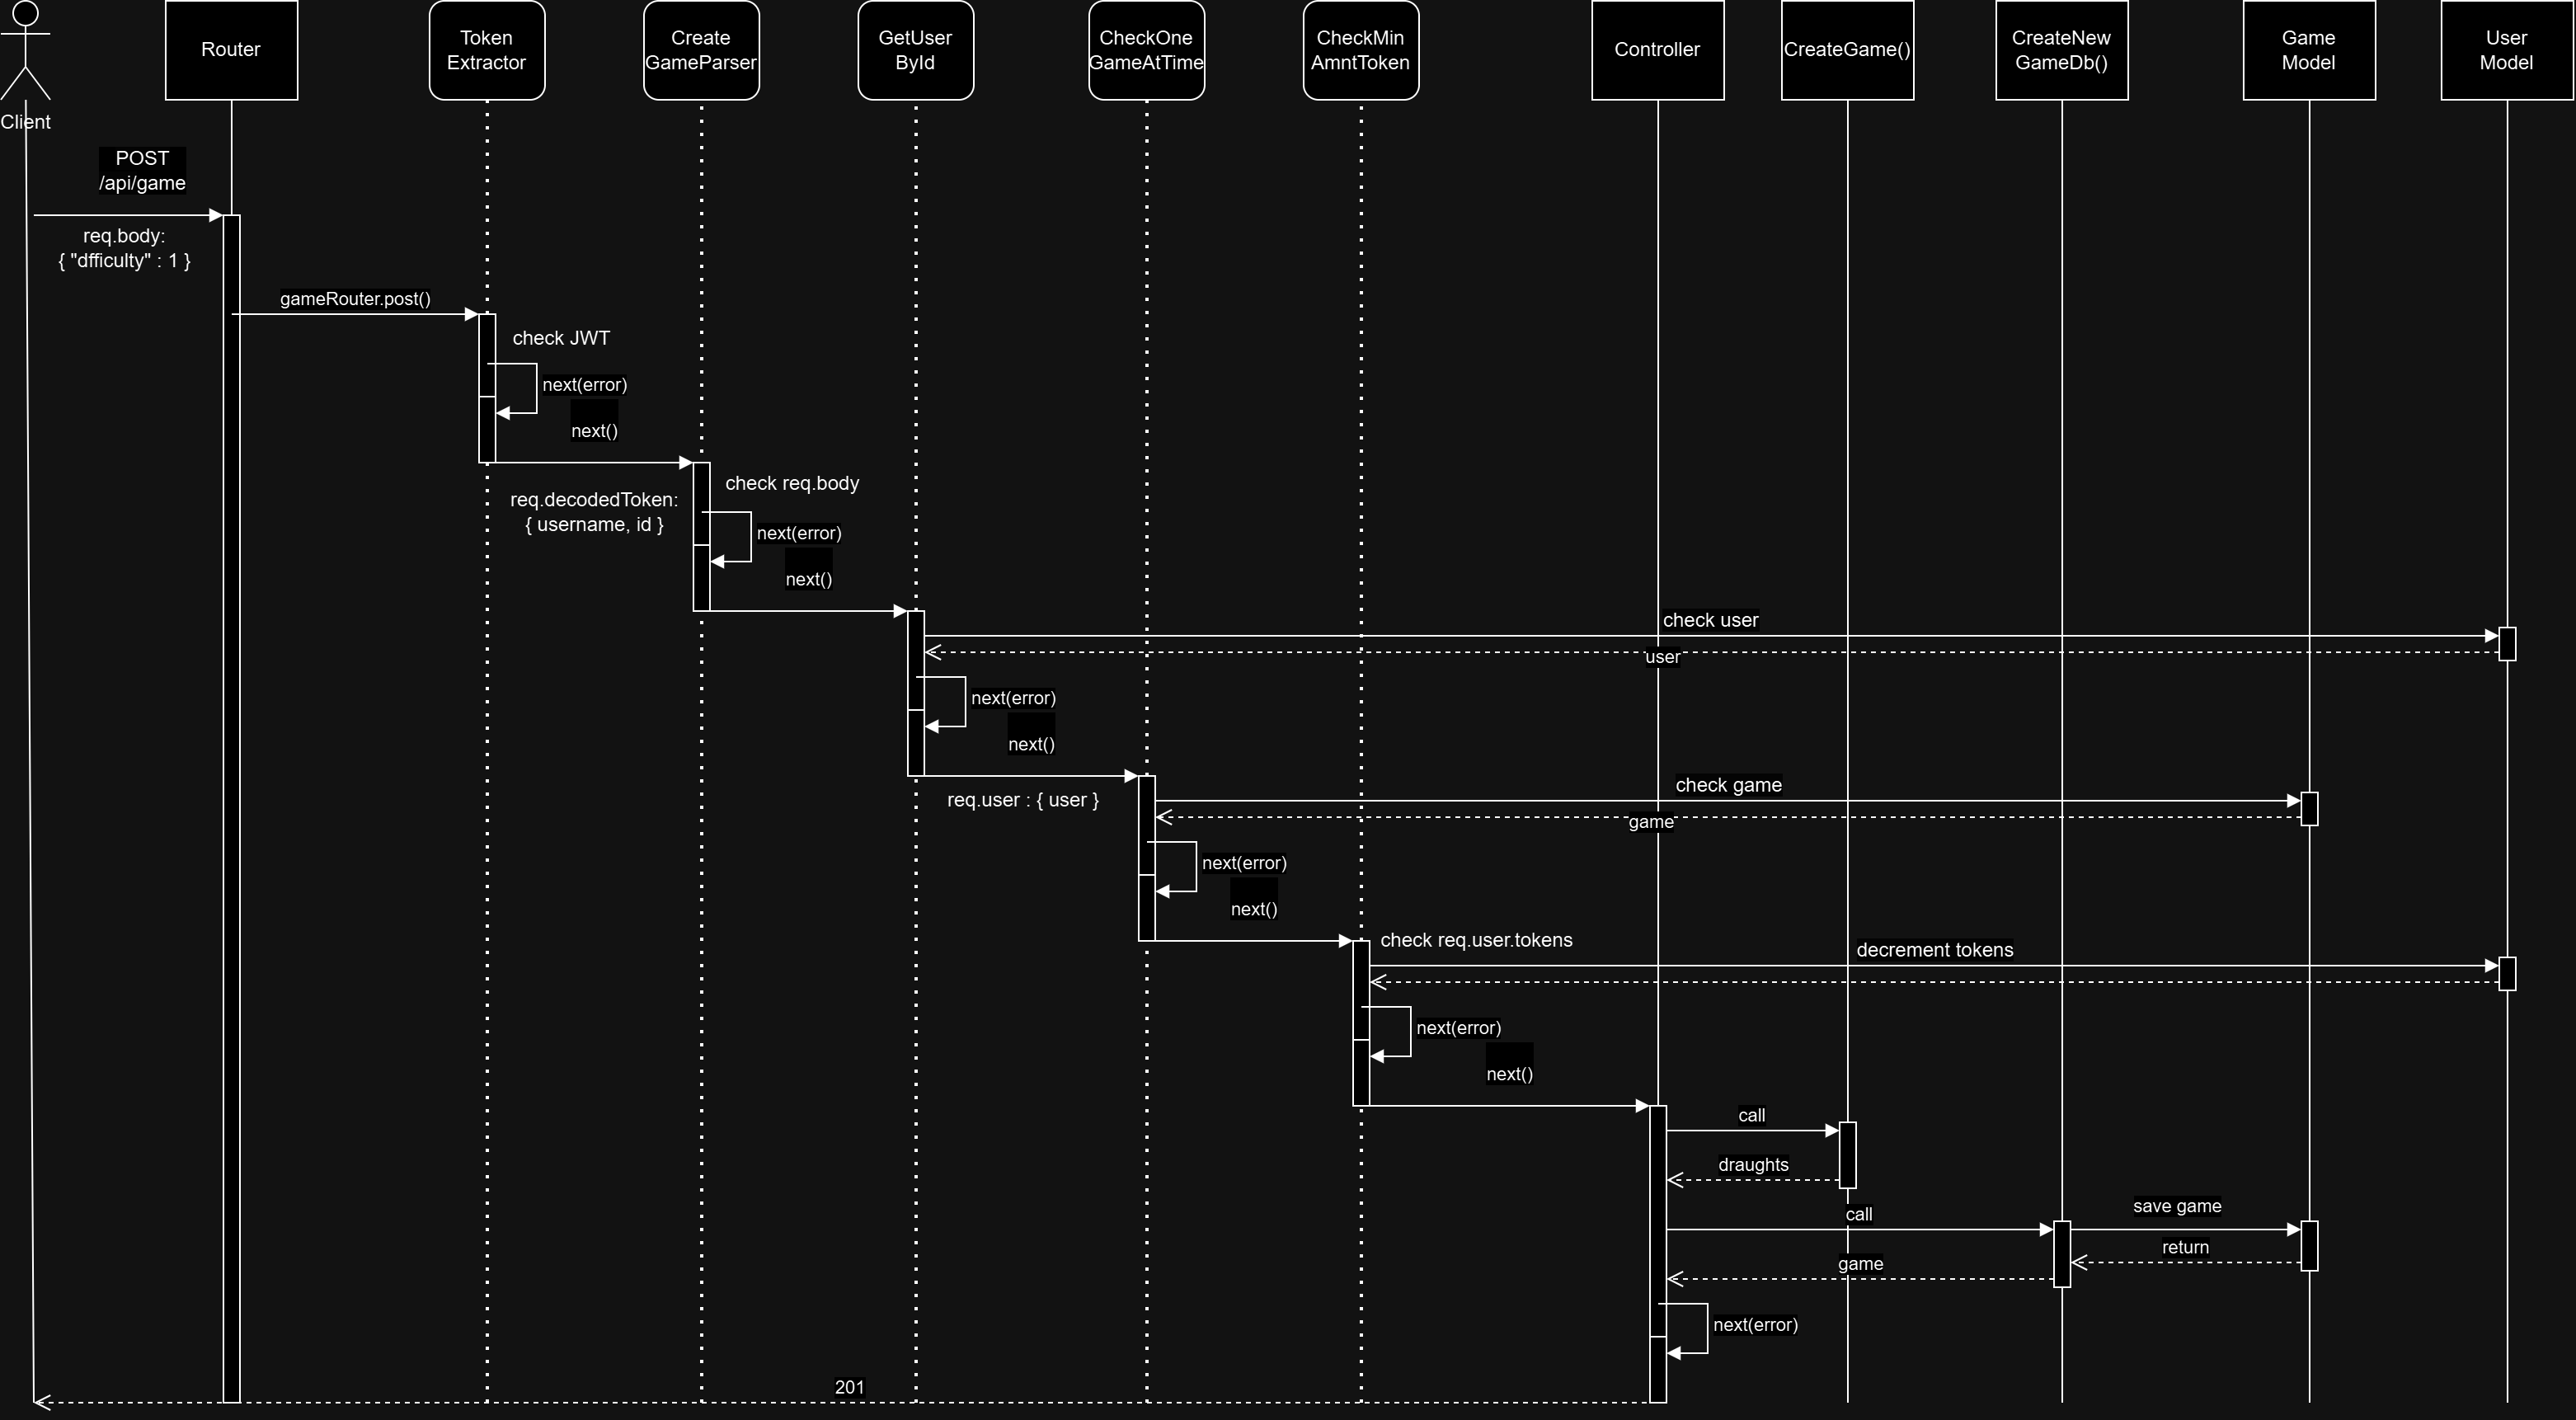 Router
Token
Extractor
Create
GameParser
GetUser
ById
CheckOne
GameAtTime
CheckMin
AmntToken
Controller
CreateGame()
CreateNew
GameDb()
Game
Model
User
Model
Client
POST
/api/game
req.body:
{ "dfficulty" : 1 }
gameRouter.post()
check JWT
next(error)
next()
req.decodedToken:
{ username, id }
check req.body
next(error)
next()
check user
user
next(error)
next()
req.user : { user }
check game
game
next(error)
next()
check req.user.tokens
decrement tokens
next(error)
next()
call
draughts
call
save game
return
game
next(error)
201